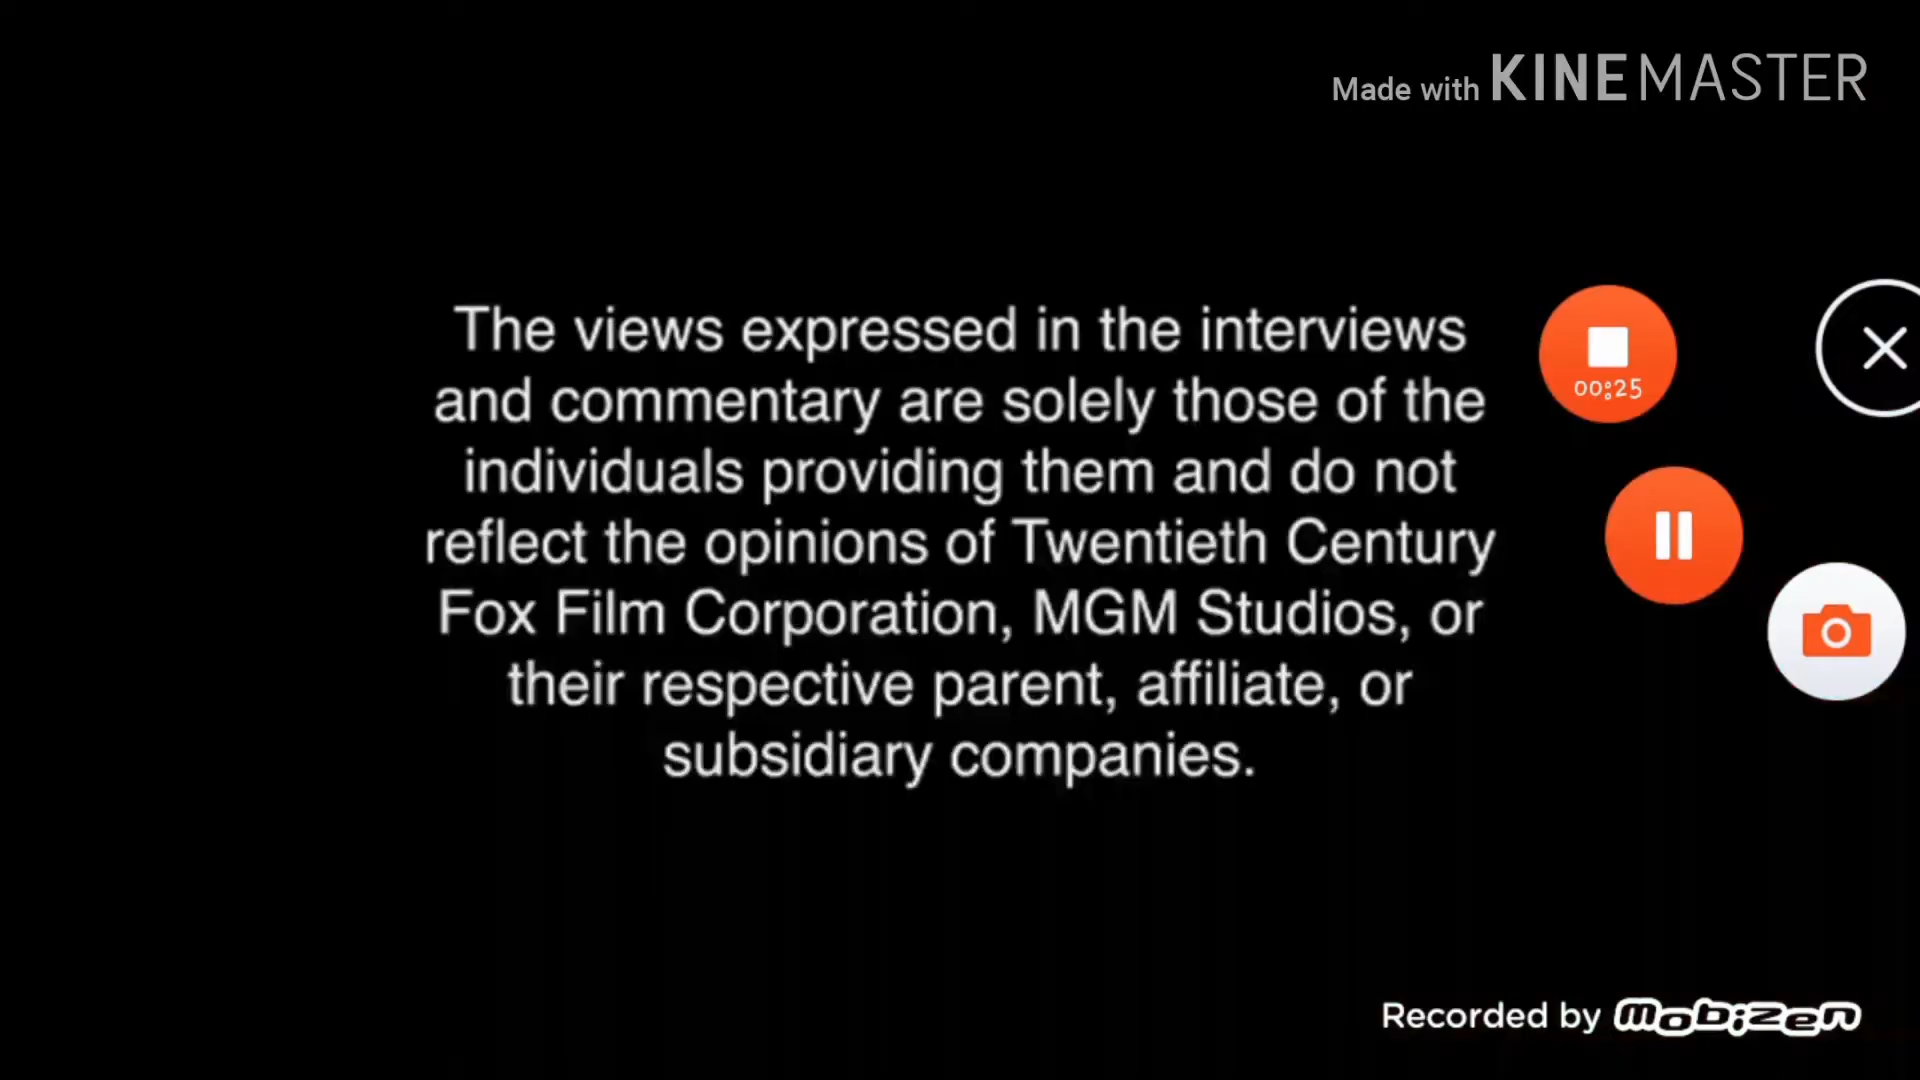 Made with KINEMASTER
The views expressed in the interviews
and commentary are solely those of the
individuals providing them and do not
reflect the opinions of Twentieth Century
Fox Film Corporation, MGM Studios, or
their respective parent, affiliate, or
subsidiary companies.
00:25
Recorded by mobizen